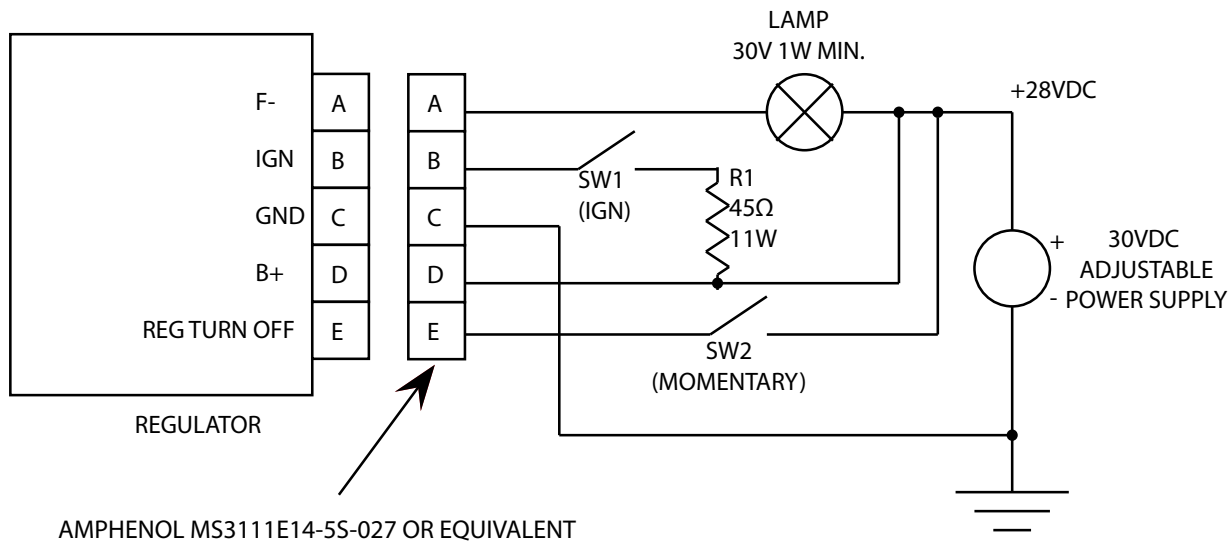 LAMP
30V 1W MIN.
+28VDC
F-
A
A
IGN
B
B
SW1
(IGN)
R1
45Ω
11W
GND
C
C
B+
D
D
+
-
30VDC
ADJUSTABLE
POWER SUPPLY
REG TURN OFF
E
E
SW2
(MOMENTARY)
REGULATOR
AMPHENOL MS3111E14-5S-027 OR EQUIVALENT